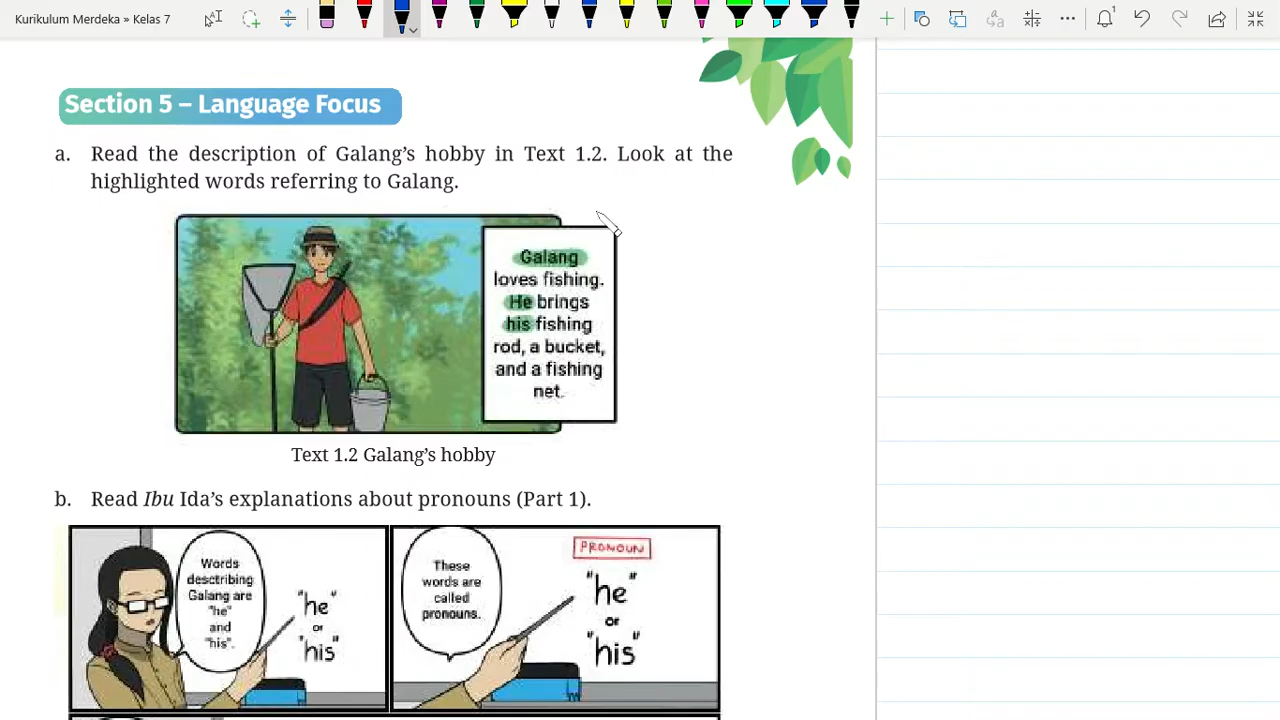 Kurikulum Merdeka » Kelas 7
Section 5 – Language Focus
a. Read the description of Galang's hobby in Text 1.2. Look at the
highlighted words referring to Galang.
Galang
loves fishing.
He brings
his fishing
rod, a bucket,
and a fishing
net.
Text 1.2 Galang's hobby
b. Read Ibu Ida's explanations about pronouns (Part 1).
Words
desctribing
Galang are
"he"
and
"his".
"he"
or
"his"
These
words are
called
pronouns.
PRONOUN
"he"
or
"his"